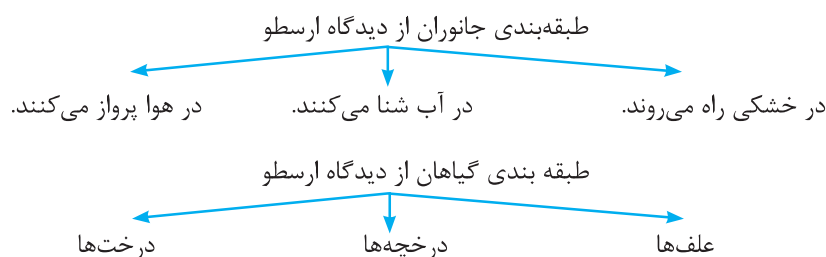 طبقه‌بندی جانوران از دیدگاه ارسطو
در خشکی راه می‌روند. در آب شنا می‌کنند. در هوا پرواز می‌کنند.
طبقه بندی گیاهان از دیدگاه ارسطو
علف‌ها درخچه‌ها درخت‌ها